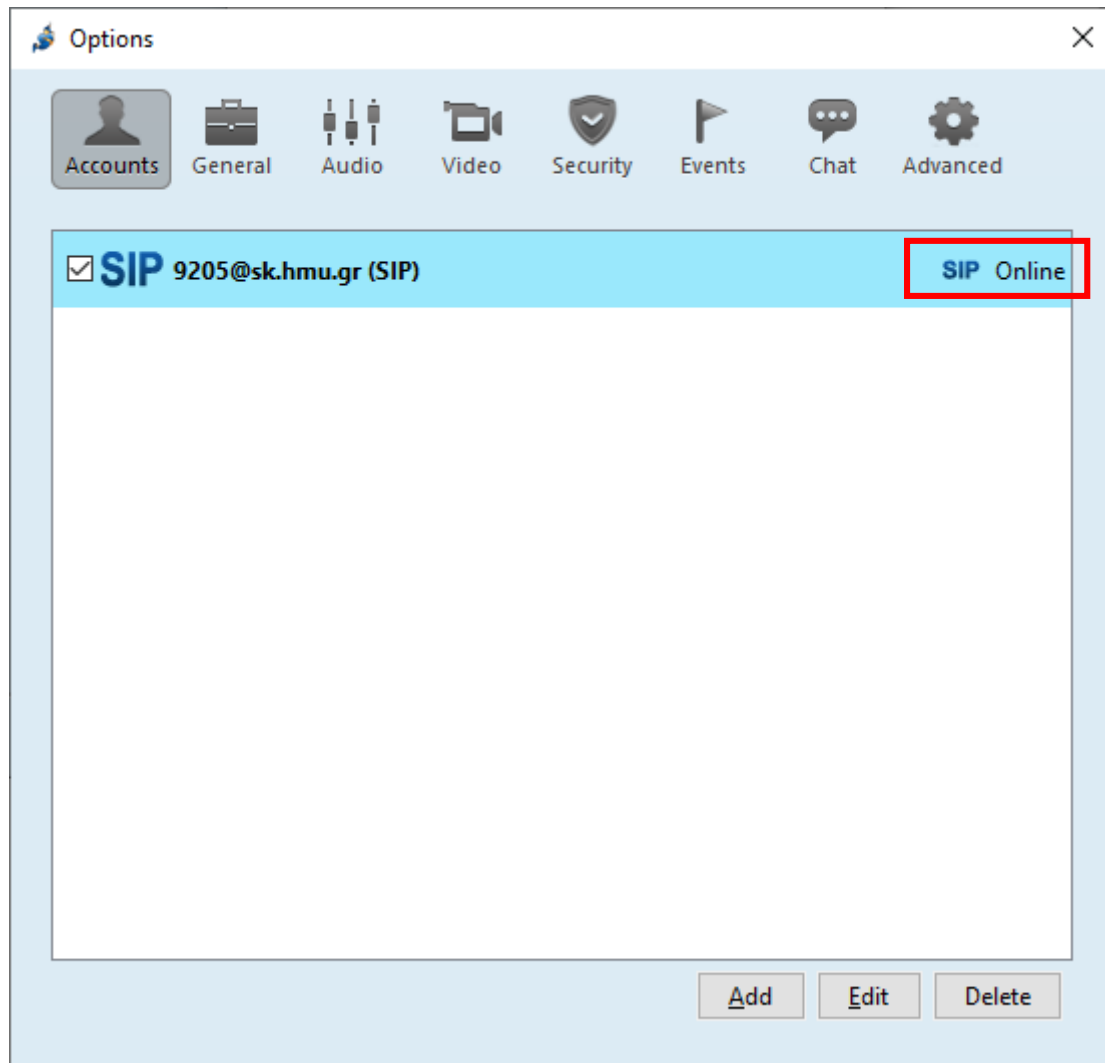 Options
Accounts General Audio Video Security Events Chat Advanced
SIP 9205@sk.hmu.gr (SIP) SIP Online
Add Edit Delete